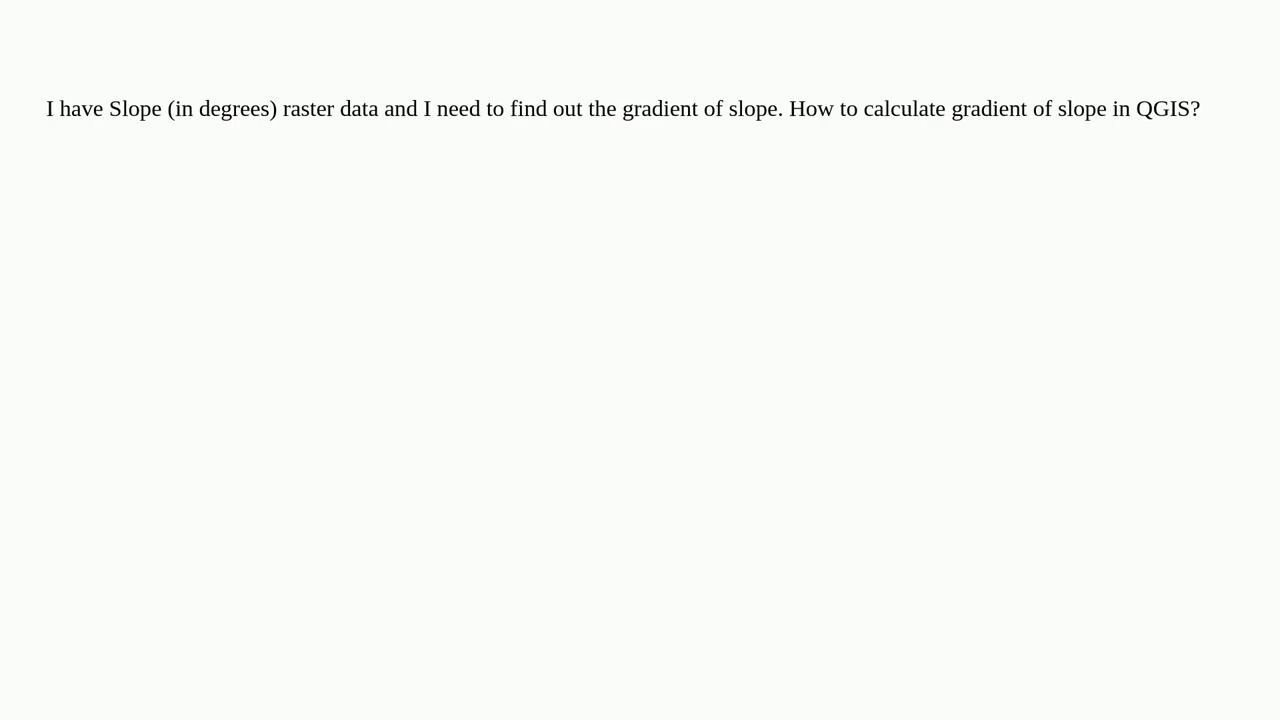 I have Slope (in degrees) raster data and I need to find out the gradient of slope. How to calculate gradient of slope in QGIS?